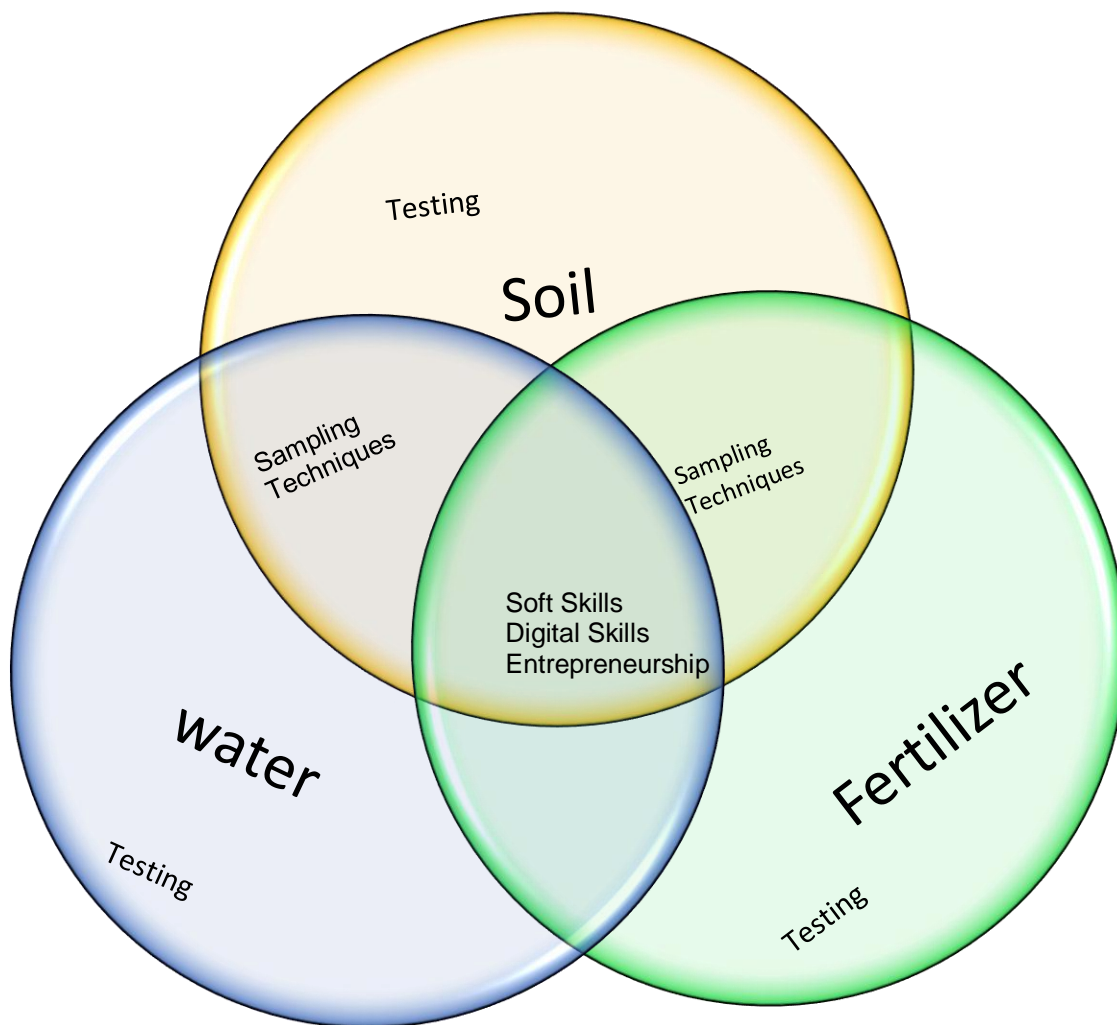 Testing
Soil
Sampling
Techniques
Sampling
Techniques
Soft Skills
Digital Skills
Entrepreneurship
water
Fertilizer
Testing
Testing